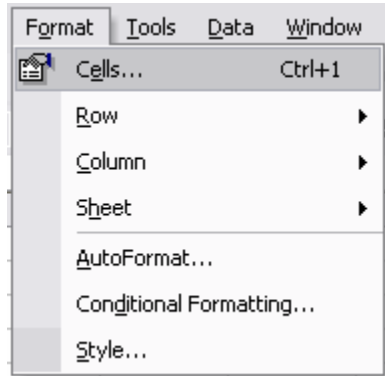 Format Tools Data Window
Cells... Ctrl+1
Row
Column
Sheet
AutoFormat...
Conditional Formatting...
Style...